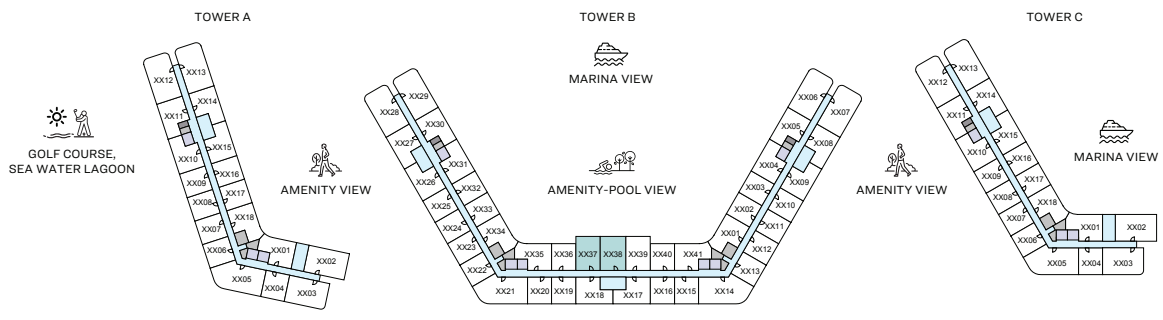 TOWER A
TOWER B
TOWER C
MARINA VIEW
GOLF COURSE,
SEA WATER LAGOON
AMENITY VIEW
AMENITY-POOL VIEW
AMENITY VIEW
MARINA VIEW
XX12
XX13
XX11
XX14
XX10
XX15
XX09
XX16
XX08
XX17
XX07
XX18
XX06
XX01
XX02
XX05
XX04
XX03
XX28
XX29
XX27
XX30
XX26
XX31
XX25
XX32
XX24
XX33
XX23
XX34
XX22
XX35
XX36
XX37
XX38
XX39
XX40
XX41
XX21
XX20
XX19
XX18
XX17
XX16
XX15
XX14
XX06
XX07
XX05
XX08
XX04
XX09
XX03
XX10
XX02
XX11
XX01
XX12
XX13
XX12
XX13
XX11
XX14
XX10
XX15
XX09
XX16
XX08
XX17
XX07
XX18
XX06
XX01
XX02
XX05
XX04
XX03